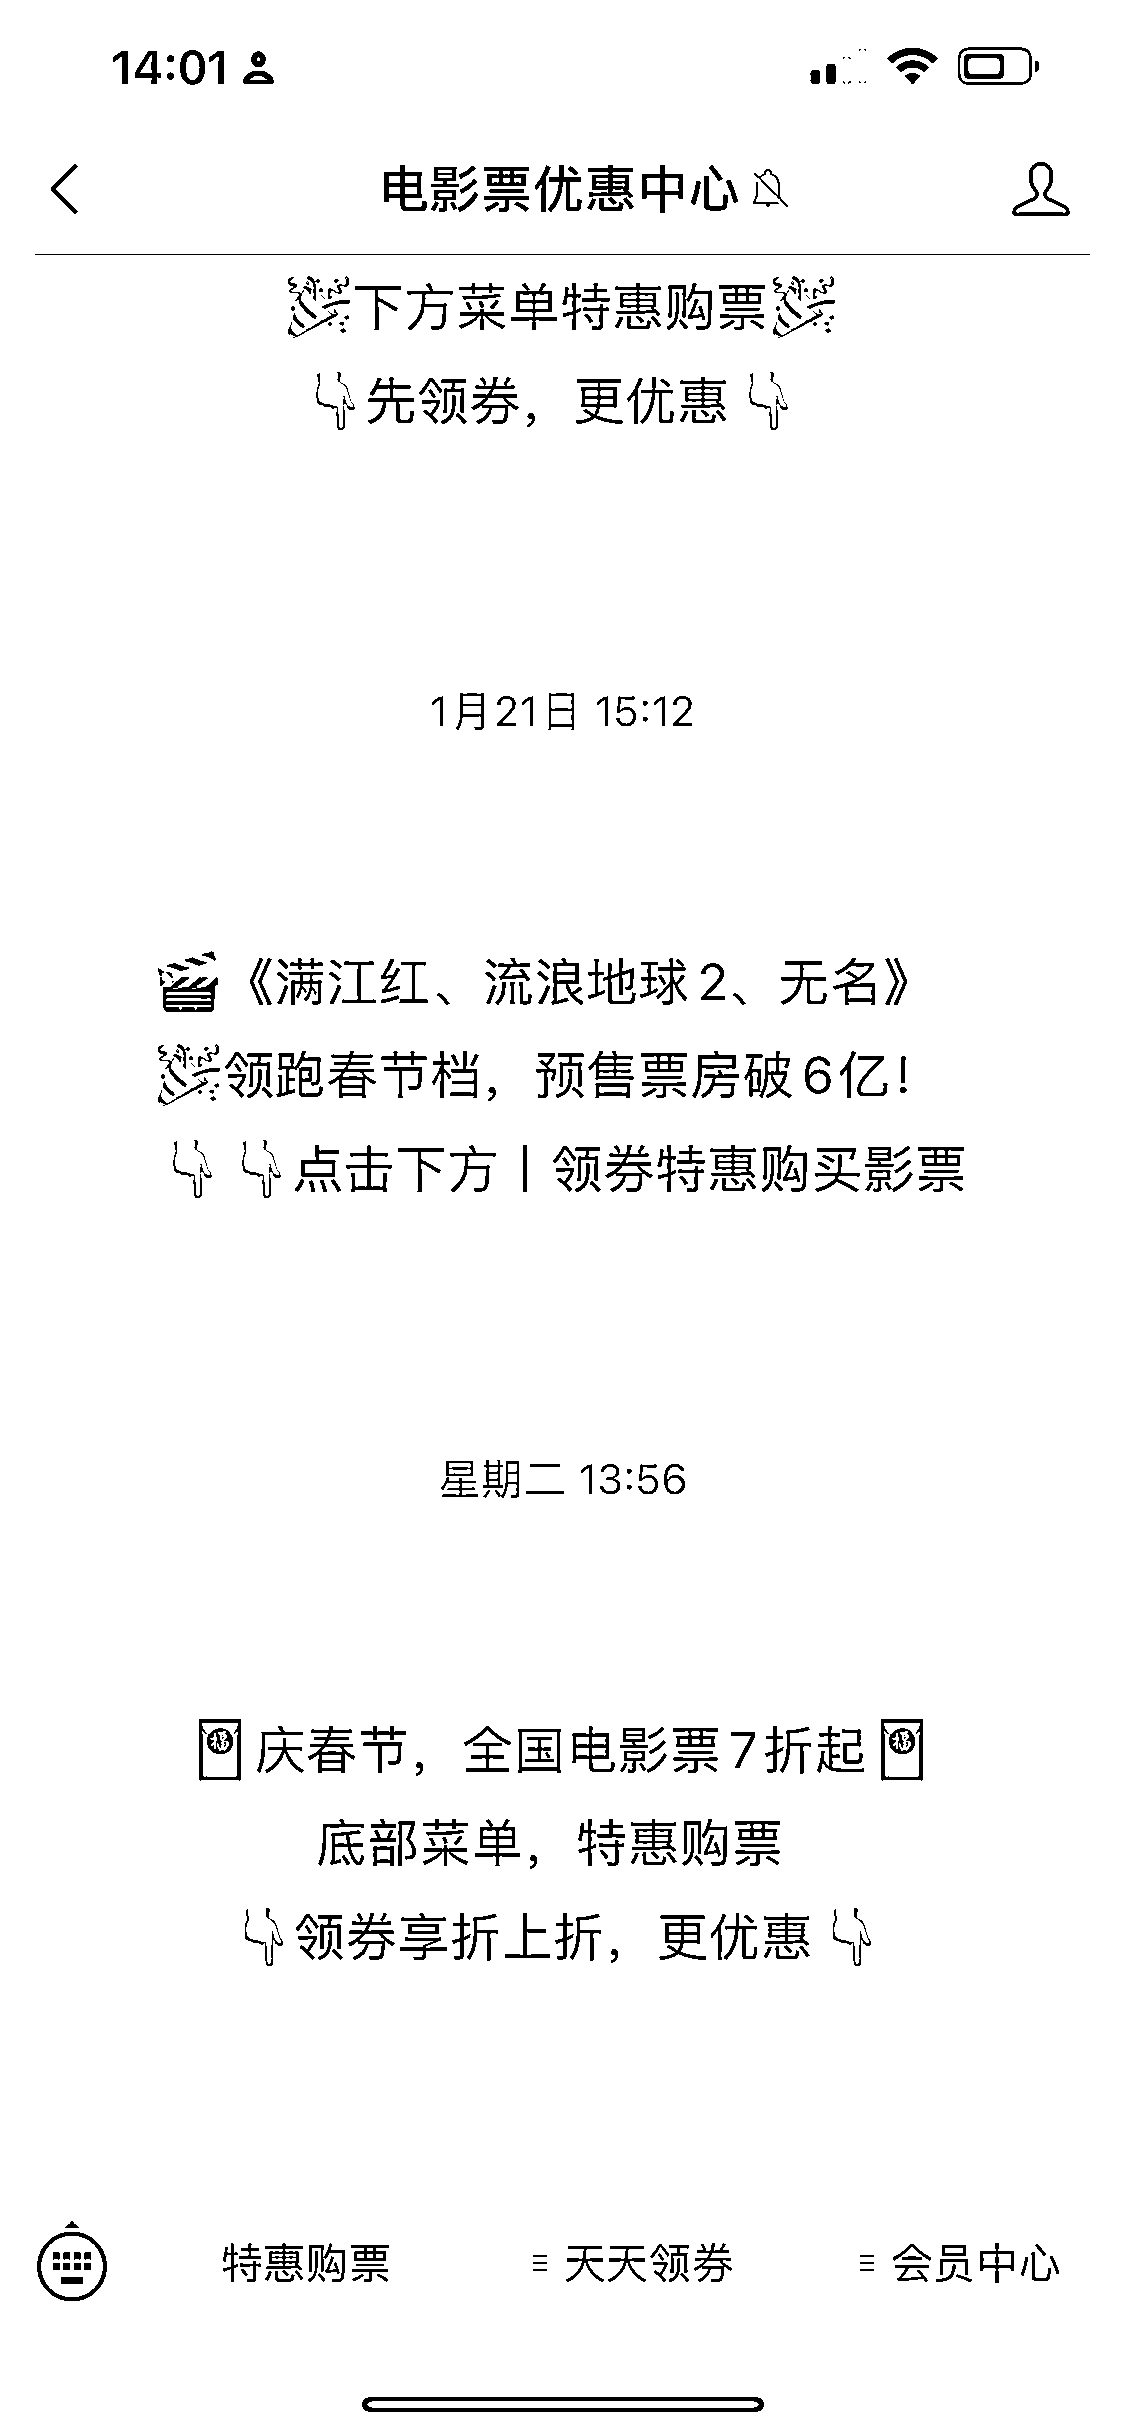 14:01
电影票优惠中心
🎉下方菜单特惠购票🎉
👇先领券，更优惠👇
1月21日 15:12
🎬《满江红、流浪地球2、无名》
🎉领跑春节档，预售票房破6亿！
👇👇点击下方丨领券特惠购买影票
星期二 13:56
🧧庆春节，全国电影票7折起🧧
底部菜单，特惠购票
👇领券享折上折，更优惠👇
特惠购票 天天领券 会员中心